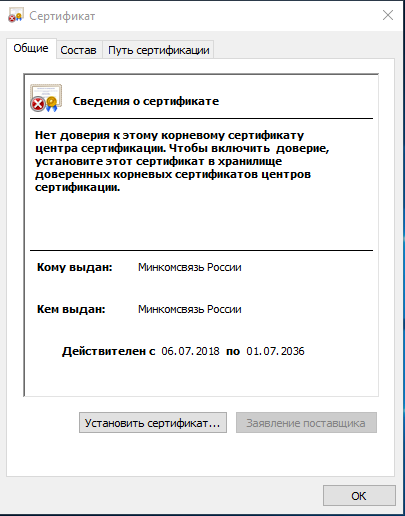 Сертификат
Общие Состав Путь сертификации
Сведения о сертификате
Нет доверия к этому корневому сертификату
центра сертификации. Чтобы включить доверие,
установите этот сертификат в хранилище
доверенных корневых сертификатов центров
сертификации.
Кому выдан: Минкомсвязь России
Кем выдан: Минкомсвязь России
Действителен с 06.07.2018 по 01.07.2036
Установить сертификат... Заявление поставщика
ОК